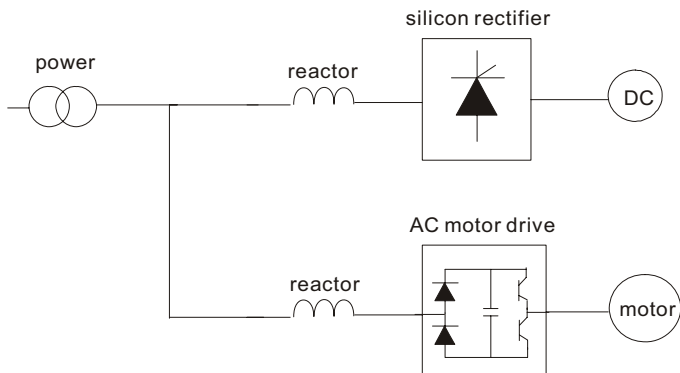 silicon rectifier
power
reactor
DC
AC motor drive
reactor
motor